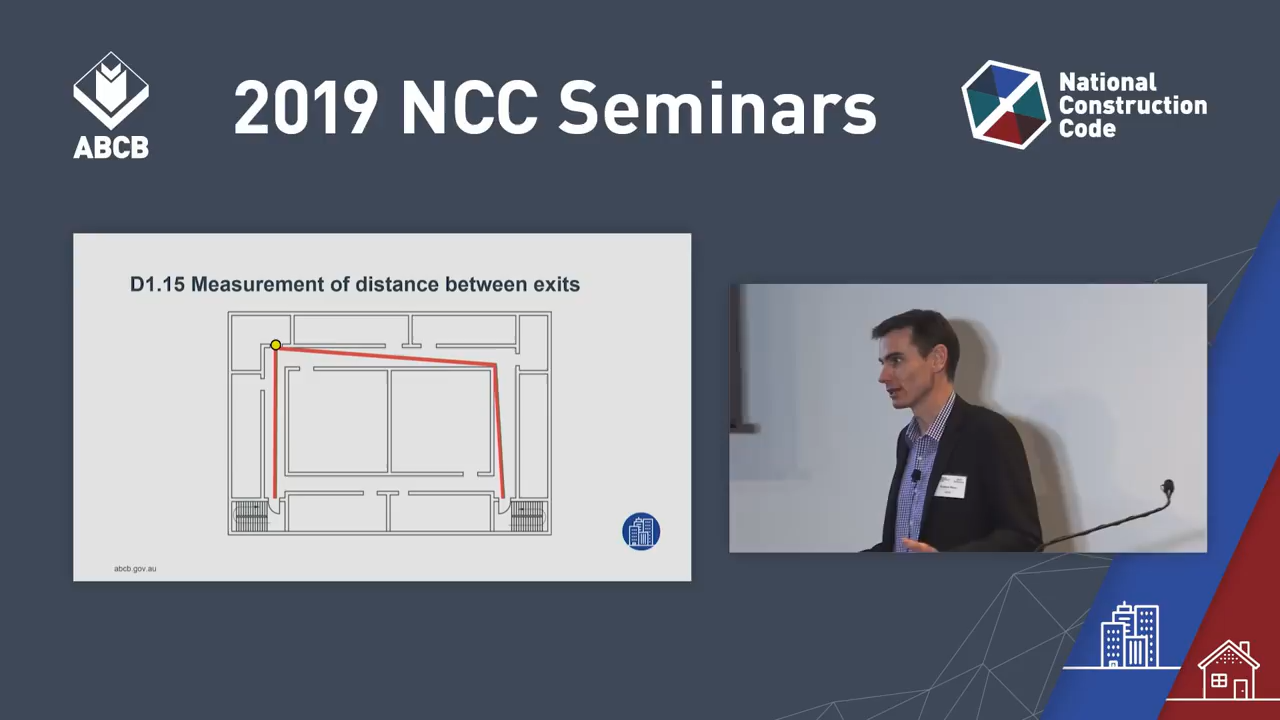 ABCB
2019 NCC Seminars
National
Construction
Code
D1.15 Measurement of distance between exits
abcb.gov.au